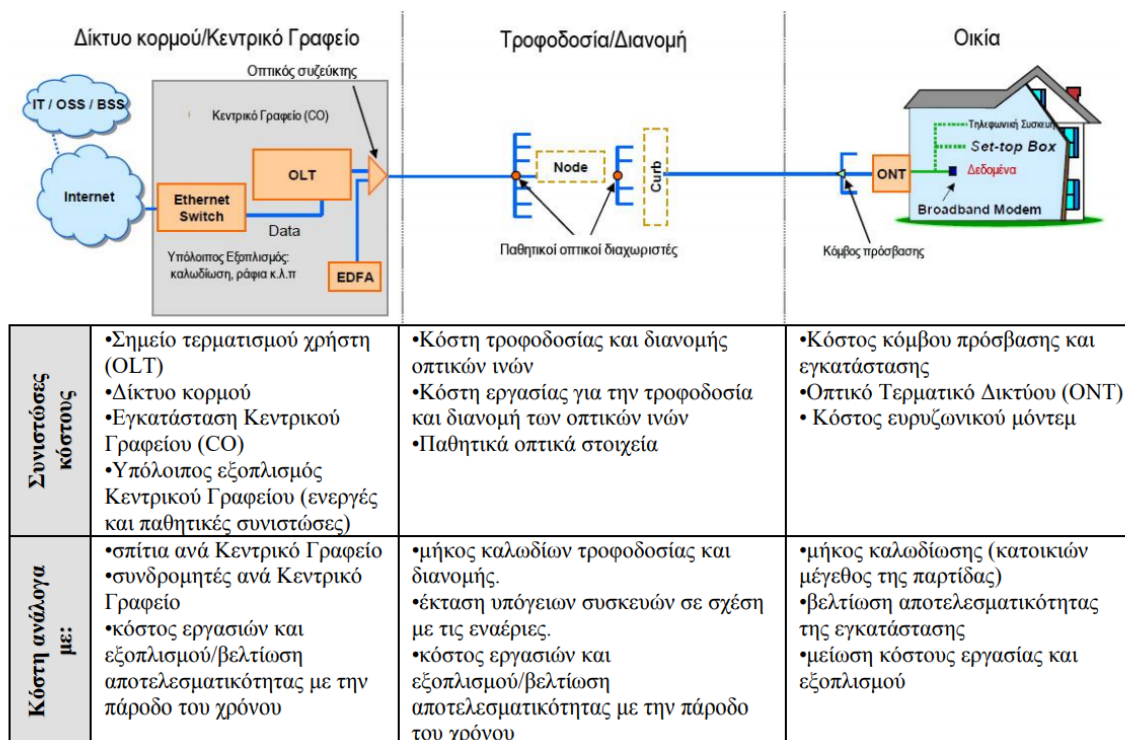 Δίκτυο κορμού/Κεντρικό Γραφείο
Τροφοδοσία/Διανομή
Οικία
Οπτικός συζεύκτης
IT / OSS / BSS
Κεντρικό Γραφείο (CO)
Internet
OLT
Ethernet
Switch
Data
Υπόλοιπος Εξοπλισμός:
καλωδίωση, ράφια κ.λ.π
EDFA
Node
Curb
Παθητικοί οπτικοί διαχωριστές
Τηλεφωνική Συσκευή
Set-top Box
Δεδομένα
ONT
Broadband Modem
Κόμβος πρόσβασης
Συνιστώσες
κόστους
•Σημείο τερματισμού χρήστη
(OLT)
•Δίκτυο κορμού
•Εγκατάσταση Κεντρικού
Γραφείου (CO)
•Υπόλοιπος εξοπλισμός
Κεντρικού Γραφείου (ενεργές
και παθητικές συνιστώσες)
•Κόστη τροφοδοσίας και διανομής
οπτικών ινών
•Κόστη εργασίας για την τροφοδοσία
και διανομή των οπτικών ινών
•Παθητικά οπτικά στοιχεία
•Κόστος κόμβου πρόσβασης και
εγκατάστασης
•Οπτικό Τερματικό Δικτύου (ONT)
• Κόστος ευρυζωνικού μόντεμ
Κόστη ανάλογα
με:
•σπίτια ανά Κεντρικό Γραφείο
•συνδρομητές ανά Κεντρικό
Γραφείο
•κόστος εργασιών και
εξοπλισμού/βελτίωση
αποτελεσματικότητας με την
πάροδο του χρόνου
•μήκος καλωδίων τροφοδοσίας και
διανομής.
•έκταση υπόγειων συσκευών σε σχέση
με τις εναέριες.
•κόστος εργασιών και
εξοπλισμού/βελτίωση
αποτελεσματικότητας με την πάροδο
του χρόνου
•μήκος καλωδίωσης (κατοικιών
μέγεθος της παρτίδας)
•βελτίωση αποτελεσματικότητας
της εγκατάστασης
•μείωση κόστους εργασίας και
εξοπλισμού